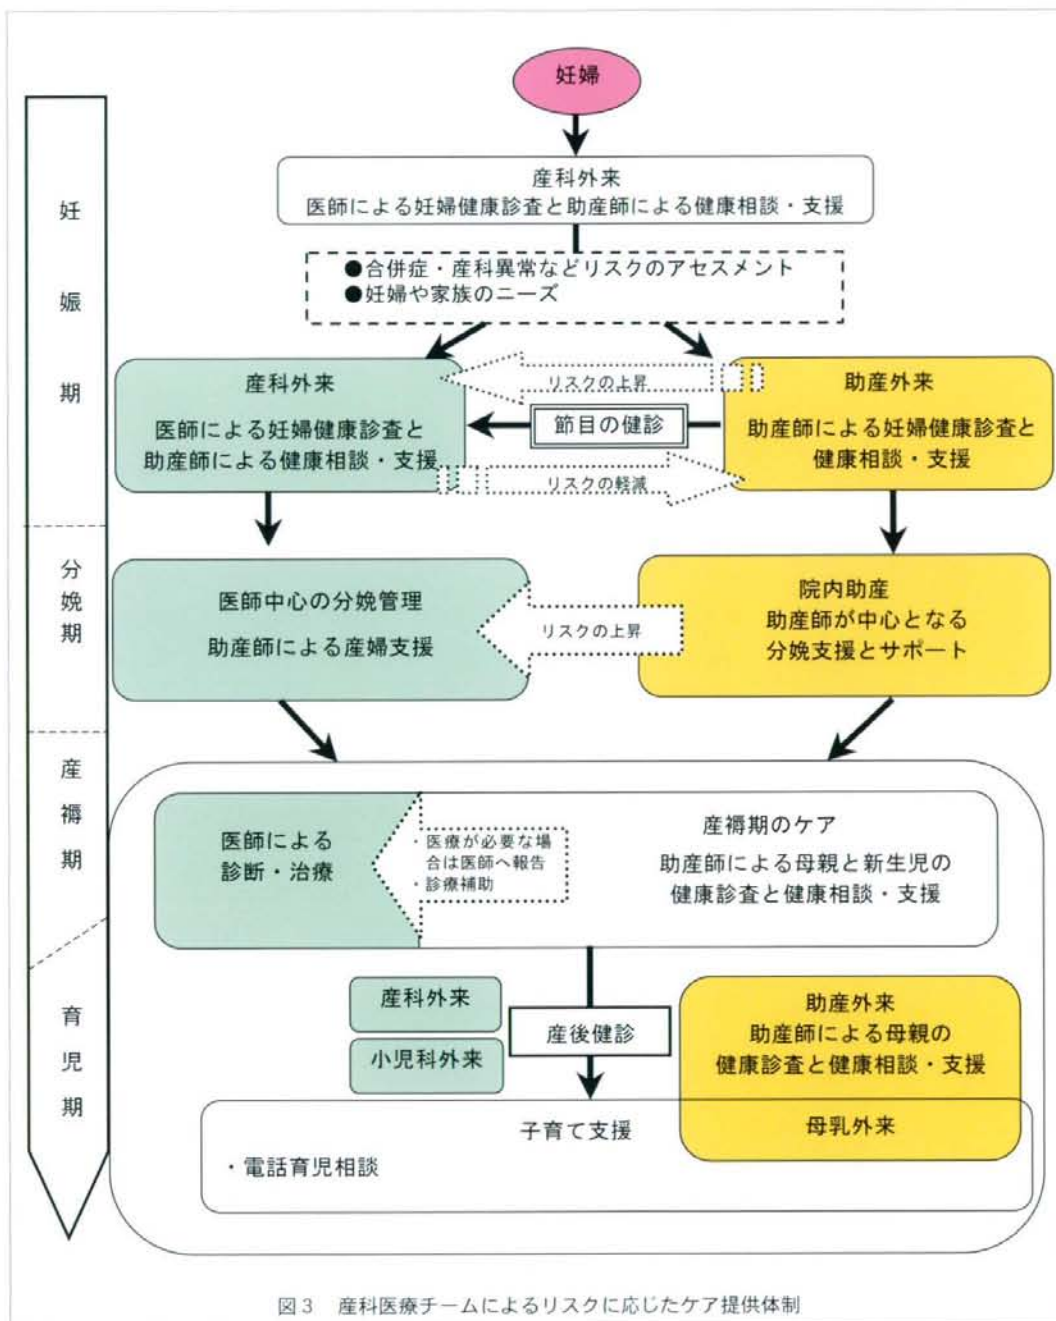 妊婦
産科外来
医師による妊婦健康診査と助産師による健康相談・支援
●合併症・産科異常などリスクのアセスメント
●妊婦や家族のニーズ
妊娠期
産科外来
医師による妊婦健康診査と
助産師による健康相談・支援
リスクの上昇
節目の健診
リスクの軽減
助産外来
助産師による妊婦健康診査と
健康相談・支援
分娩期
医師中心の分娩管理
助産師による産婦支援
リスクの上昇
院内助産
助産師が中心となる
分娩支援とサポート
産褥期
医師による
診断・治療
・医療が必要な場
合は医師へ報告
・診療補助
産褥期のケア
助産師による母親と新生児の
健康診査と健康相談・支援
育児期
産科外来
小児科外来
産後健診
助産外来
助産師による母親の
健康診査と健康相談・支援
母乳外来
子育て支援
・電話育児相談
図3 産科医療チームによるリスクに応じたケア提供体制